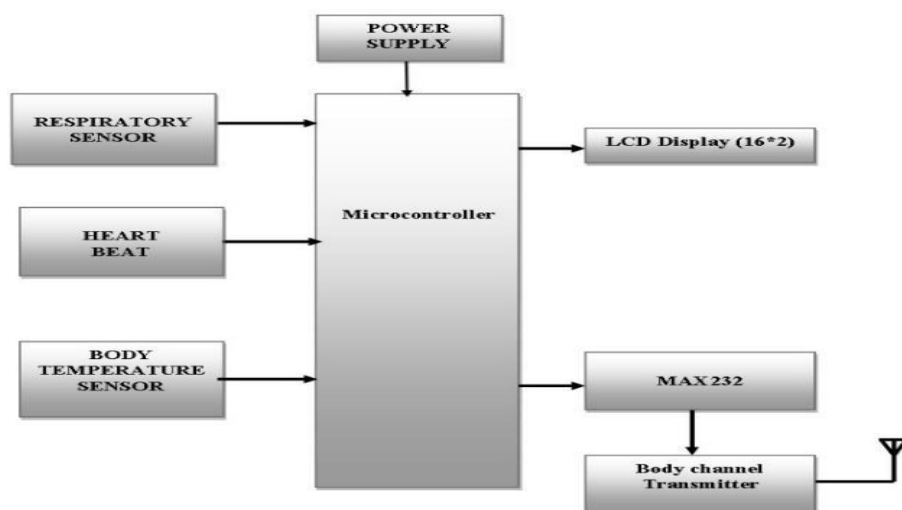 POWER
SUPPLY
RESPIRATORY
SENSOR
LCD Display (16*2)
Microcontroller
HEART
BEAT
BODY
TEMPERATURE
SENSOR
MAX232
Body channel
Transmitter